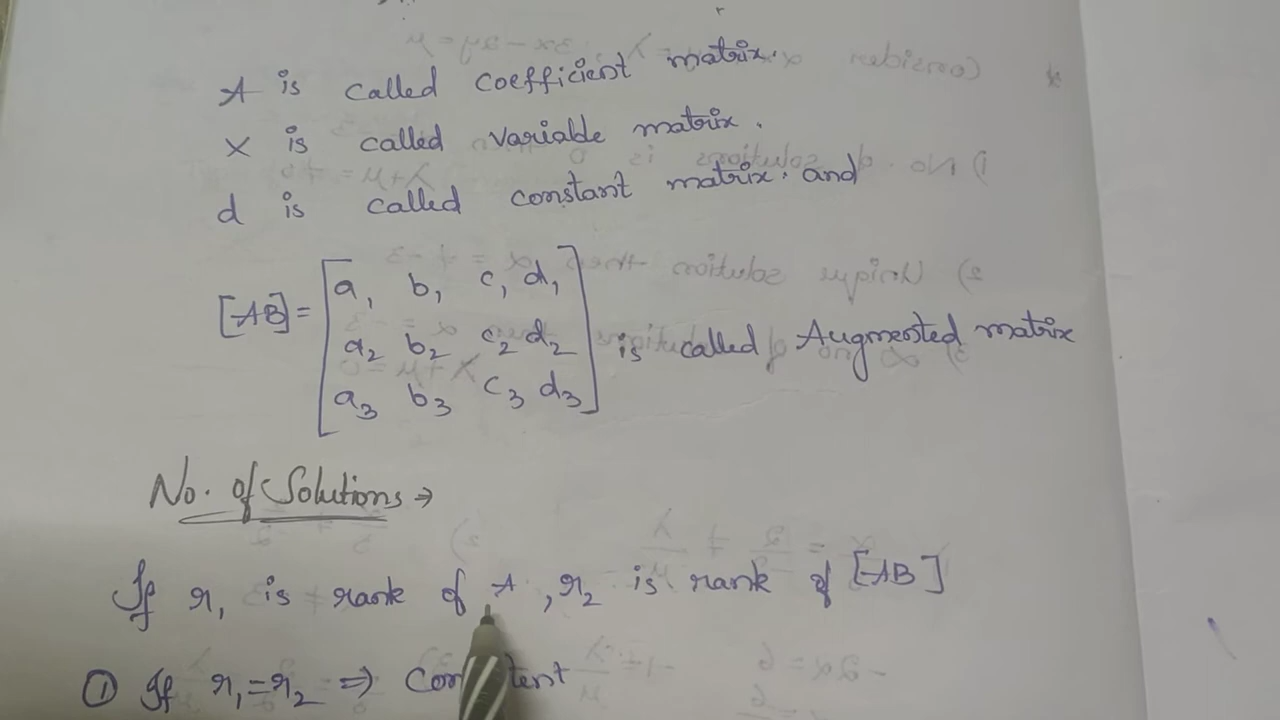 A is called coefficient matrix.
X is called variable matrix.
d is called constant matrix. and
[AB] = [a₁ b₁ c₁ d₁
a₂ b₂ c₂ d₂
a₃ b₃ c₃ d₃] is called Augmented matrix
No. of Solutions →
If r₁ is rank of A, r₂ is rank of [AB]
① If r₁=r₂ ⇒